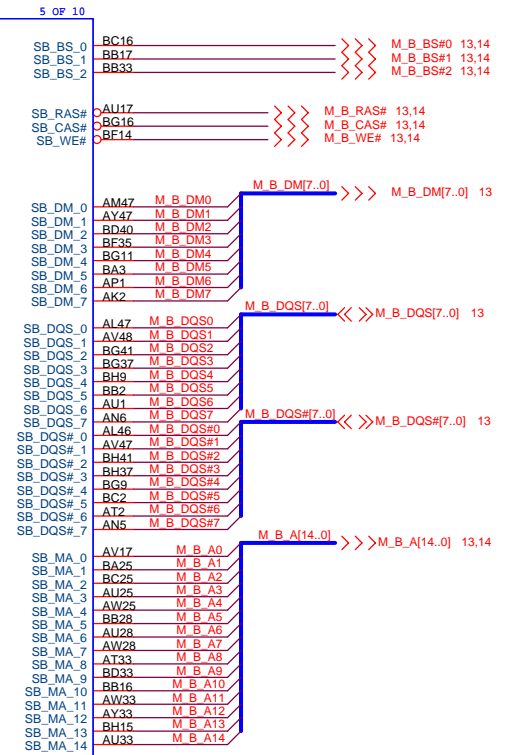 5 OF 10
SB_BS_0 BC16 M_B_BS#0 13,14
SB_BS_1 BB17 M_B_BS#1 13,14
SB_BS_2 BB33 M_B_BS#2 13,14
SB_RAS# AU17 M_B_RAS# 13,14
SB_CAS# BG16 M_B_CAS# 13,14
SB_WE# BF14 M_B_WE# 13,14
M_B_DM[7..0] M_B_DM[7..0] 13
SB_DM_0 AM47 M_B_DM0
SB_DM_1 AY47 M_B_DM1
SB_DM_2 BD40 M_B_DM2
SB_DM_3 BF35 M_B_DM3
SB_DM_4 BG11 M_B_DM4
SB_DM_5 BA3 M_B_DM5
SB_DM_6 AP1 M_B_DM6
SB_DM_7 AK2 M_B_DM7
M_B_DQS[7..0] M_B_DQS[7..0] 13
SB_DQS_0 AL47 M_B_DQS0
SB_DQS_1 AV48 M_B_DQS1
SB_DQS_2 BG41 M_B_DQS2
SB_DQS_3 BG37 M_B_DQS3
SB_DQS_4 BH9 M_B_DQS4
SB_DQS_5 BB2 M_B_DQS5
SB_DQS_6 AU1 M_B_DQS6
SB_DQS_7 AN6 M_B_DQS7
M_B_DQS#[7..0] M_B_DQS#[7..0] 13
SB_DQS#_0 AL46 M_B_DQS#0
SB_DQS#_1 AV47 M_B_DQS#1
SB_DQS#_2 BH41 M_B_DQS#2
SB_DQS#_3 BH37 M_B_DQS#3
SB_DQS#_4 BG9 M_B_DQS#4
SB_DQS#_5 BC2 M_B_DQS#5
SB_DQS#_6 AT2 M_B_DQS#6
SB_DQS#_7 AN5 M_B_DQS#7
M_B_A[14..0] M_B_A[14..0] 13,14
SB_MA_0 AV17 M_B_A0
SB_MA_1 BA25 M_B_A1
SB_MA_2 BC25 M_B_A2
SB_MA_3 AU25 M_B_A3
SB_MA_4 AW25 M_B_A4
SB_MA_5 BB28 M_B_A5
SB_MA_6 AU28 M_B_A6
SB_MA_7 AW28 M_B_A7
SB_MA_8 AT33 M_B_A8
SB_MA_9 BD33 M_B_A9
SB_MA_10 BB16 M_B_A10
SB_MA_11 AW33 M_B_A11
SB_MA_12 AY33 M_B_A12
SB_MA_13 BH15 M_B_A13
SB_MA_14 AU33 M_B_A14